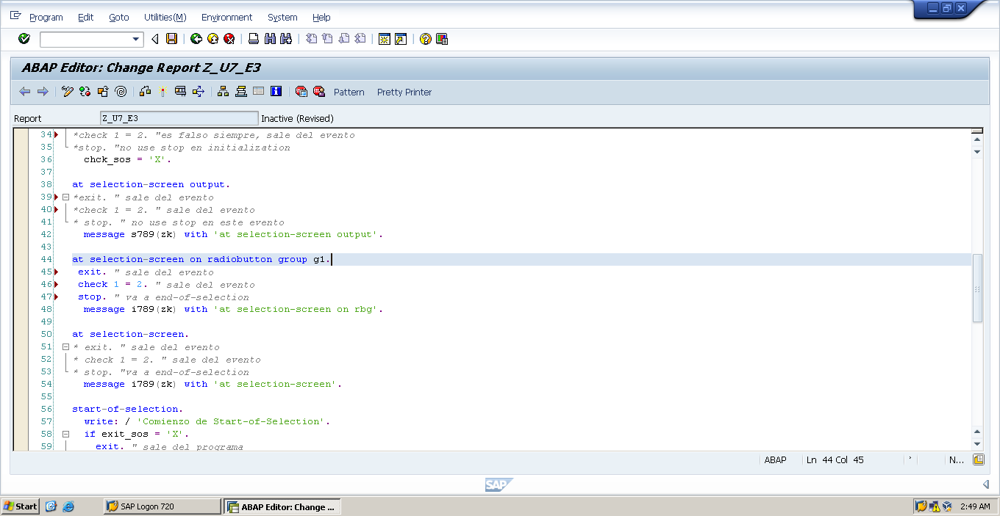 Program Edit Goto Utilities(M) Environment System Help
ABAP Editor: Change Report Z_U7_E3
Pattern Pretty Printer
Report Z_U7_E3 Inactive (Revised)
34 *check 1 = 2. "es falso siempre, sale del evento
35 *stop. "no use stop en initialization
36 chck_sos = 'X'.
37
38 at selection-screen output.
39 *exit. " sale del evento
40 *check 1 = 2. " sale del evento
41 * stop. " no use stop en este evento
42 message s789(zk) with 'at selection-screen output'.
43
44 at selection-screen on radiobutton group g1.
45 exit. " sale del evento
46 check 1 = 2. " sale del evento
47 stop. " va a end-of-selection
48 message i789(zk) with 'at selection-screen on rbg'.
49
50 at selection-screen.
51 * exit. " sale del evento
52 * check 1 = 2. " sale del evento
53 * stop. "va a end-of-selection
54 message i789(zk) with 'at selection-screen'.
55
56 start-of-selection.
57 write: / 'Comienzo de Start-of-Selection'.
58 if exit_sos = 'X'.
59 exit. " sale del programa
ABAP Ln 44 Col 45 N...
SAP
Start SAP Logon 720 ABAP Editor: Change ... 2:49 AM